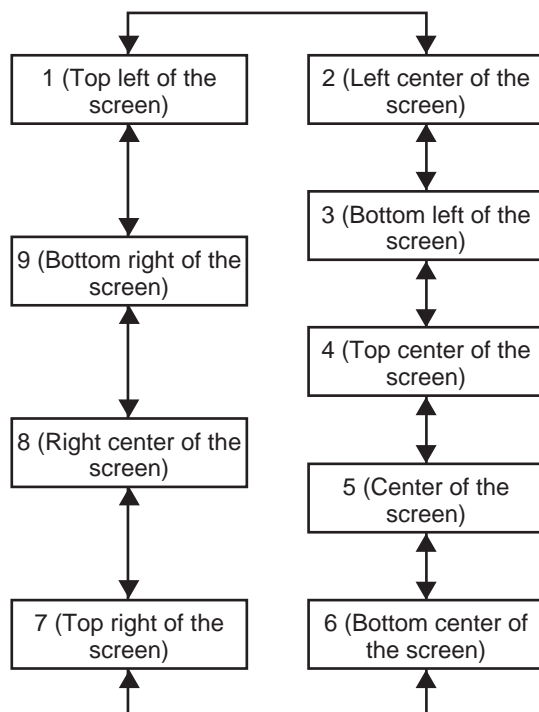 1 (Top left of the
screen)
2 (Left center of the
screen)
3 (Bottom left of the
screen)
9 (Bottom right of the
screen)
4 (Top center of the
screen)
8 (Right center of the
screen)
5 (Center of the
screen)
7 (Top right of the
screen)
6 (Bottom center of
the screen)